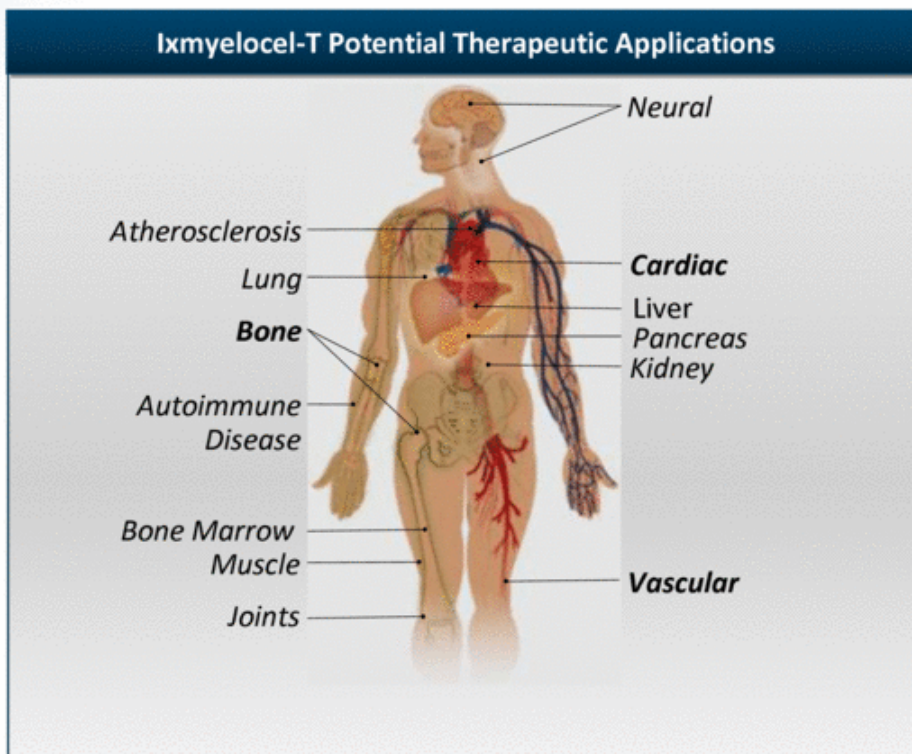 Ixmyelocel-T Potential Therapeutic Applications
Neural
Atherosclerosis
Cardiac
Lung
Liver
Bone
Pancreas
Kidney
Autoimmune
Disease
Bone Marrow
Muscle
Vascular
Joints